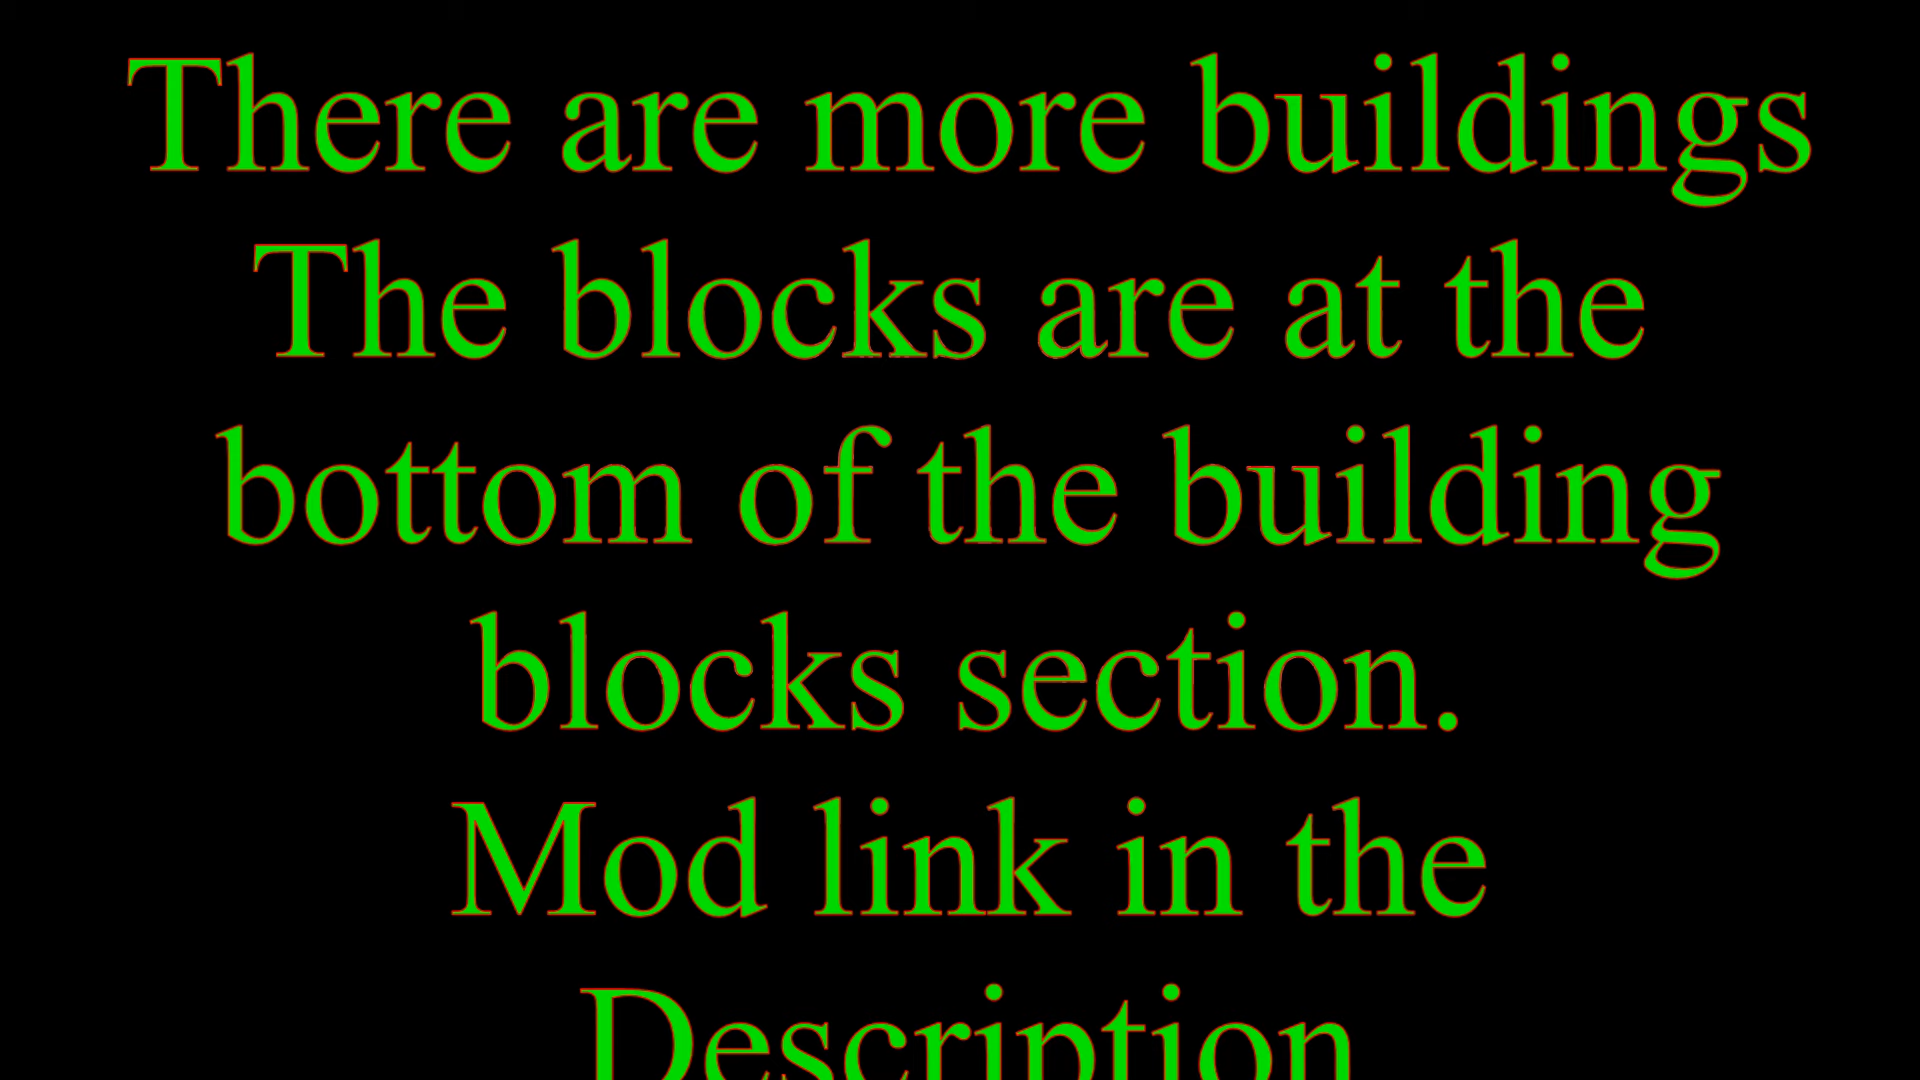 There are more buildings
The blocks are at the
bottom of the building
blocks section.
Mod link in the
Description